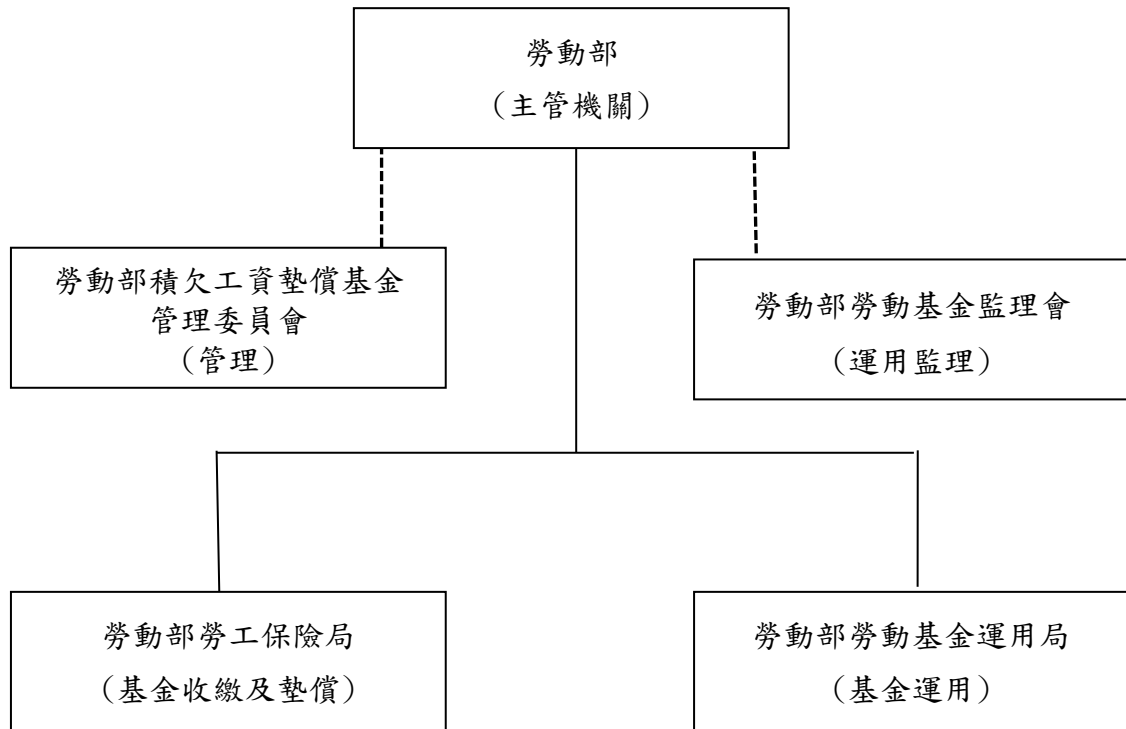 勞動部
（主管機關）
勞動部積欠工資墊償基金
管理委員會
（管理）
勞動部勞動基金監理會
（運用監理）
勞動部勞工保險局
（基金收繳及墊償）
勞動部勞動基金運用局
（基金運用）